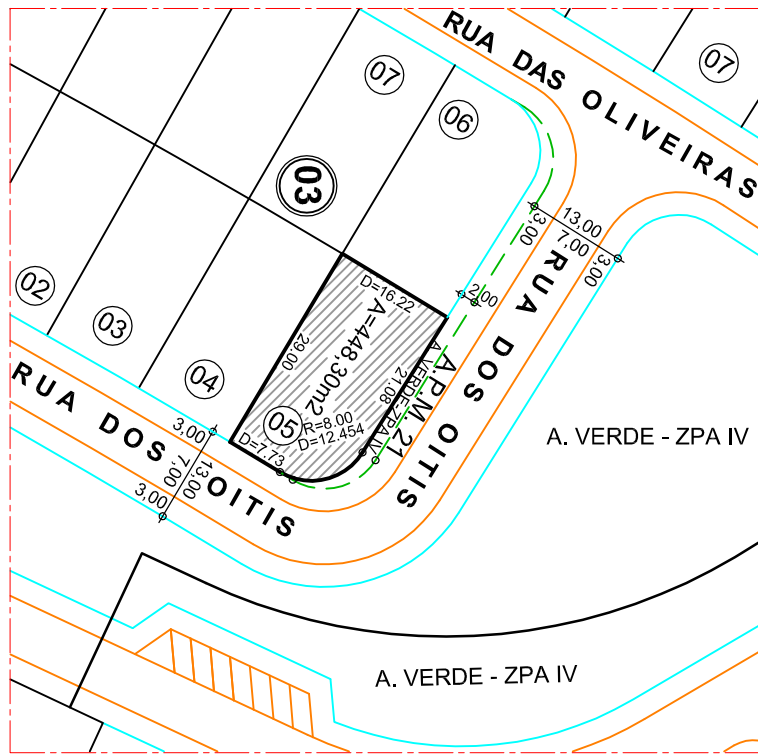 RUA DAS OLIVEIRAS
07
07
06
03
13,00
3,00
7,00
3,00
2,00
D=16.22
A=448,30m2
29.00
21.08
A. VERDE-ZPA IV
A.P.M. 21
RUA DOS OITIS
02
03
04
05
R=8.00
D=12.454
D=7.73
RUA DOS OITIS
3,00
13,00
7,00
3,00
A. VERDE - ZPA IV
A. VERDE - ZPA IV